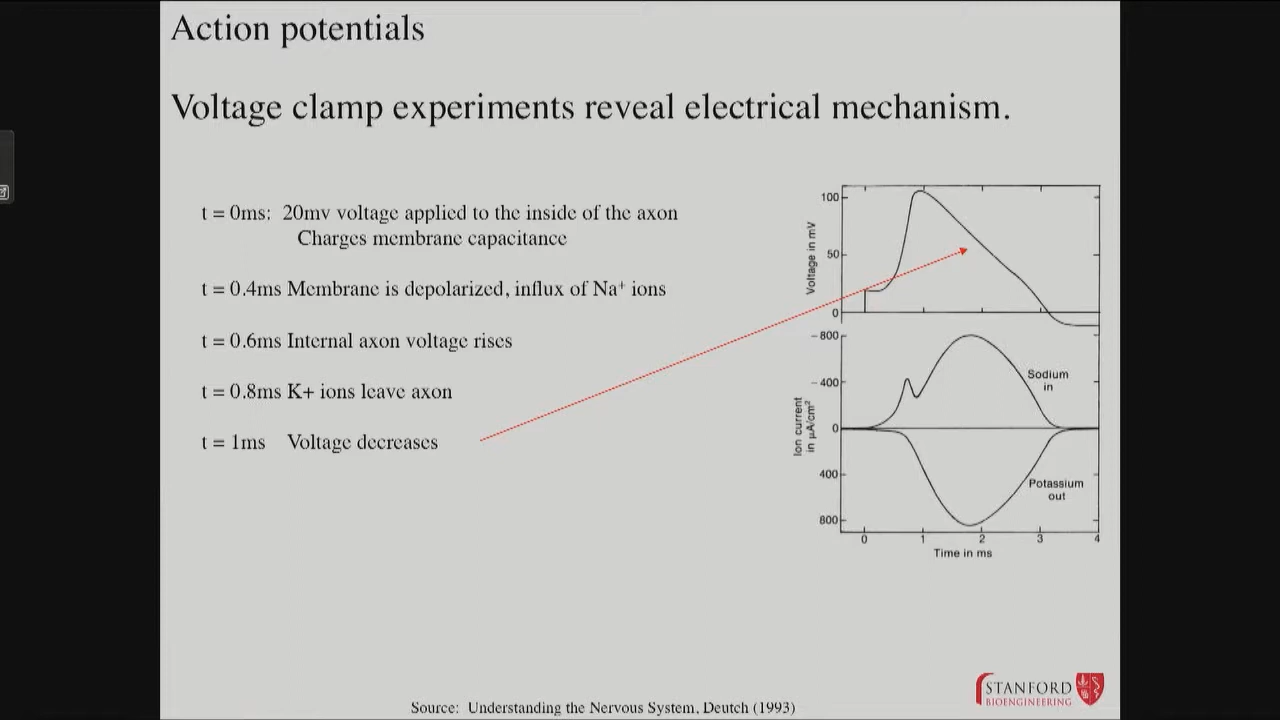 Action potentials
Voltage clamp experiments reveal electrical mechanism.
t = 0ms: 20mv voltage applied to the inside of the axon
Charges membrane capacitance
t = 0.4ms Membrane is depolarized, influx of Na⁺ ions
t = 0.6ms Internal axon voltage rises
t = 0.8ms K+ ions leave axon
t = 1ms Voltage decreases
Voltage in mV
100
50
0
Ion current
in µA/cm²
– 800
– 400
0
400
800
Sodium
in
Potassium
out
0 1 2 3 4
Time in ms
STANFORD
BIOENGINEERING
Source: Understanding the Nervous System, Deutch (1993)